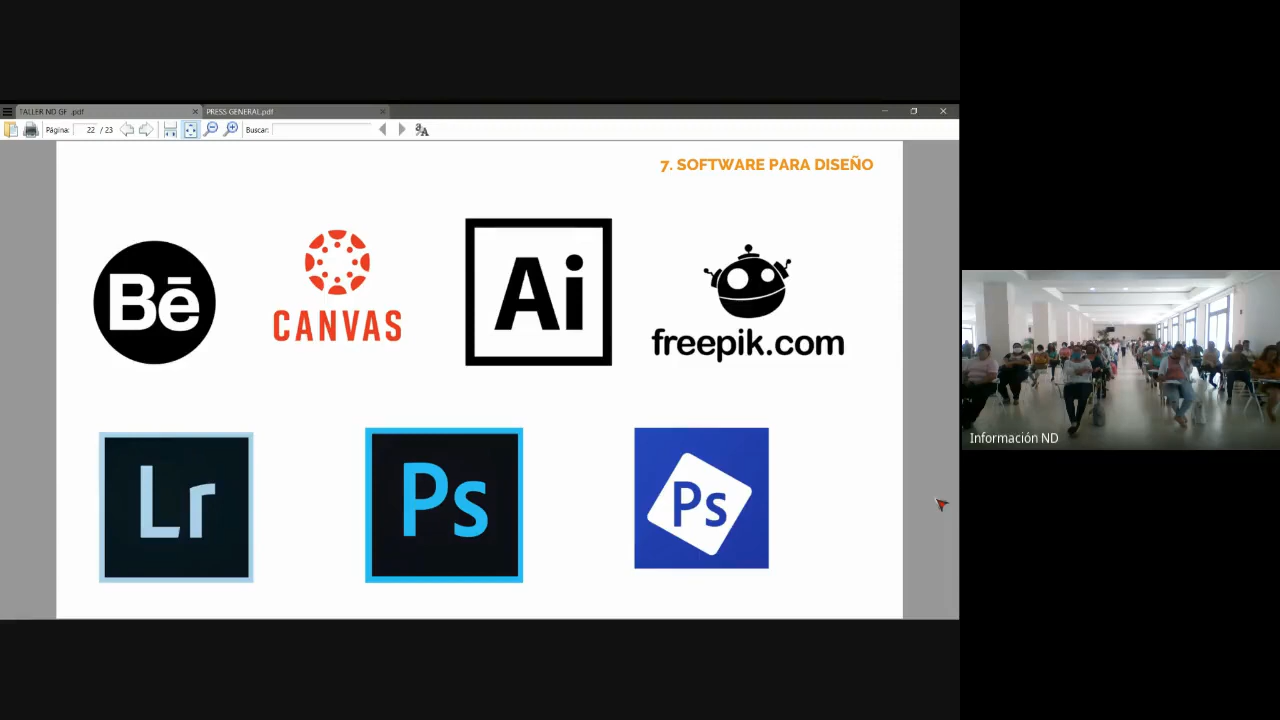 TALLER ND GF .pdf
PRESS GENERAL.pdf
Página: 22 / 23
Buscar:
7. SOFTWARE PARA DISEÑO
Bē
CANVAS
Ai
freepik.com
Lr
Ps
Ps
Información ND